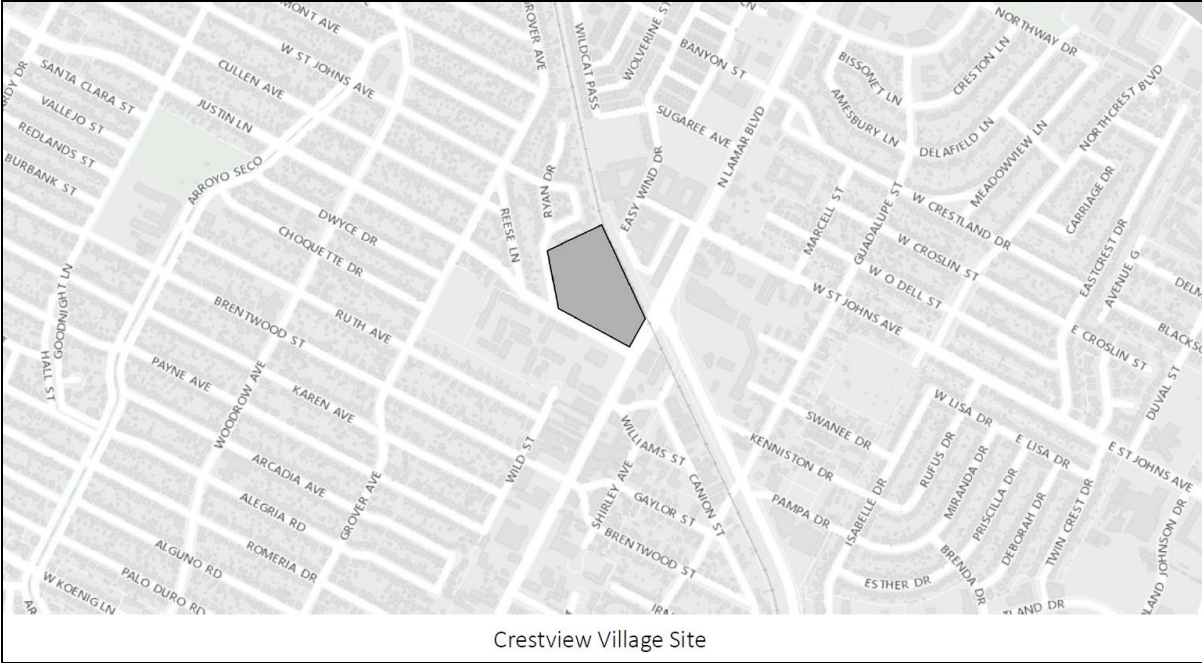 MONT AVE
GROVER AVE
WILDCAT PASS
WOLVERINE ST
LN
NORTHWAY DR
BANYON ST
W ST JOHNS AVE
BISSONET LN
CRESTON LN
NORTHCREST BLVD
ADY DR
SANTA CLARA ST
CULLEN AVE
AMESBURY LN
VALLEJO ST
JUSTIN LN
SUGAREE AVE
N LAMAR BLVD
DELAFIELD LN
MEADOWVIEW LN
REDLANDS ST
BURBANK ST
ARROYO SECO
RYAN DR
EASY WIND DR
W CRESTLAND DR
CARRIAGE DR
DWYCE DR
REESE LN
MARCELL ST
GUADALUPE ST
CHOQUETTE DR
W CROSLIN ST
EASTCREST DR
AVENUE G
GOODNIGHT LN
W O DELL ST
DELM
BRENTWOOD ST
RUTH AVE
W ST JOHNS AVE
E CROSLIN ST
BLACKSO
HALL ST
PAYNE AVE
WOODROW AVE
KAREN AVE
DUVAL ST
WILD ST
WILLIAMS ST
SWANEE DR
W LISA DR
E LISA DR
E ST JOHNS AVE
KENNISTON DR
RUFUS DR
ARCADIA AVE
GROVER AVE
SHIRLEY AVE
CANION ST
MIRANDA DR
PRISCILLA DR
ALEGRIA RD
GAYLOR ST
PAMPA DR
ISABELLE DR
DEBORAH DR
TWIN CREST DR
ALGUNO RD
ROMERIA DR
BRENTWOOD ST
BRENDA DR
LAND JOHNSON DR
W KOENIG LN
PALO DURO RD
ESTHER DR
AR
IRM
TLAND DR
Crestview Village Site